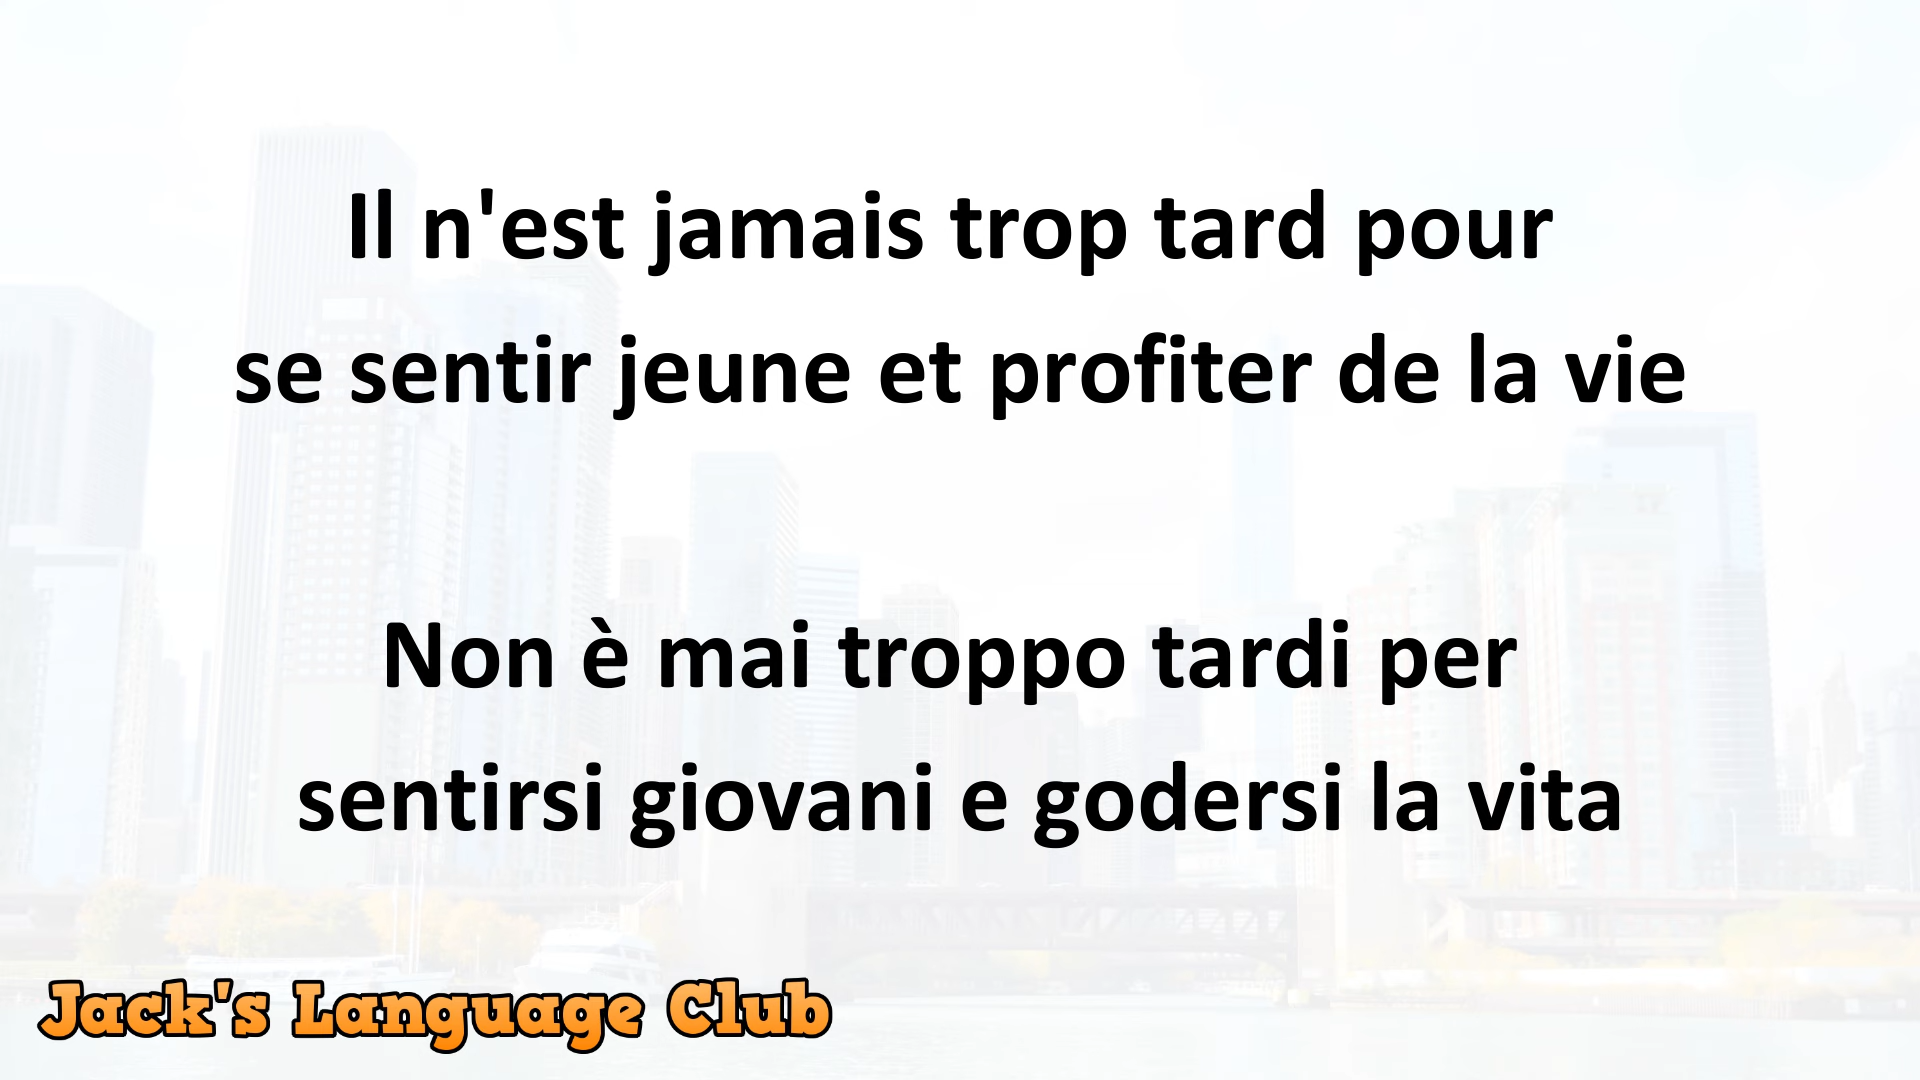 Il n'est jamais trop tard pour
se sentir jeune et profiter de la vie
Non è mai troppo tardi per
sentirsi giovani e godersi la vita
Jack's Language Club